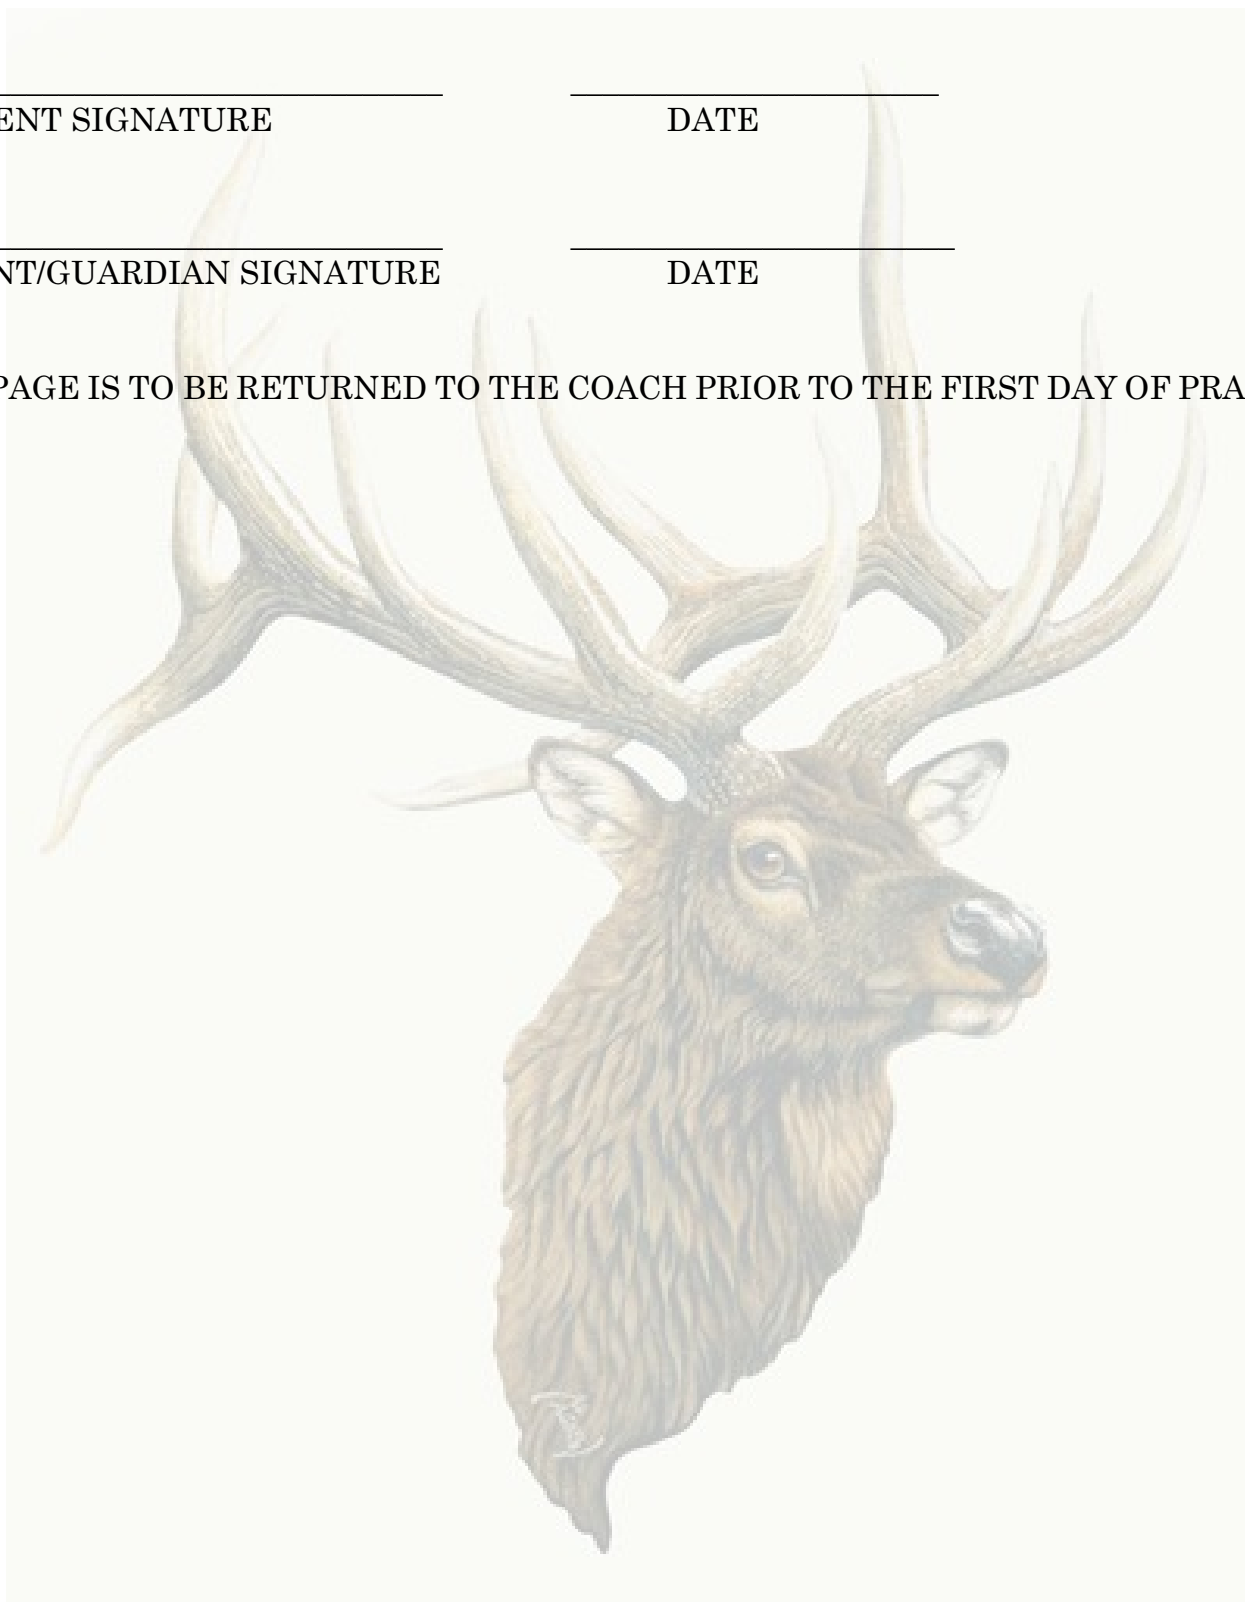 ENT SIGNATURE DATE
NT/GUARDIAN SIGNATURE DATE
PAGE IS TO BE RETURNED TO THE COACH PRIOR TO THE FIRST DAY OF PRA